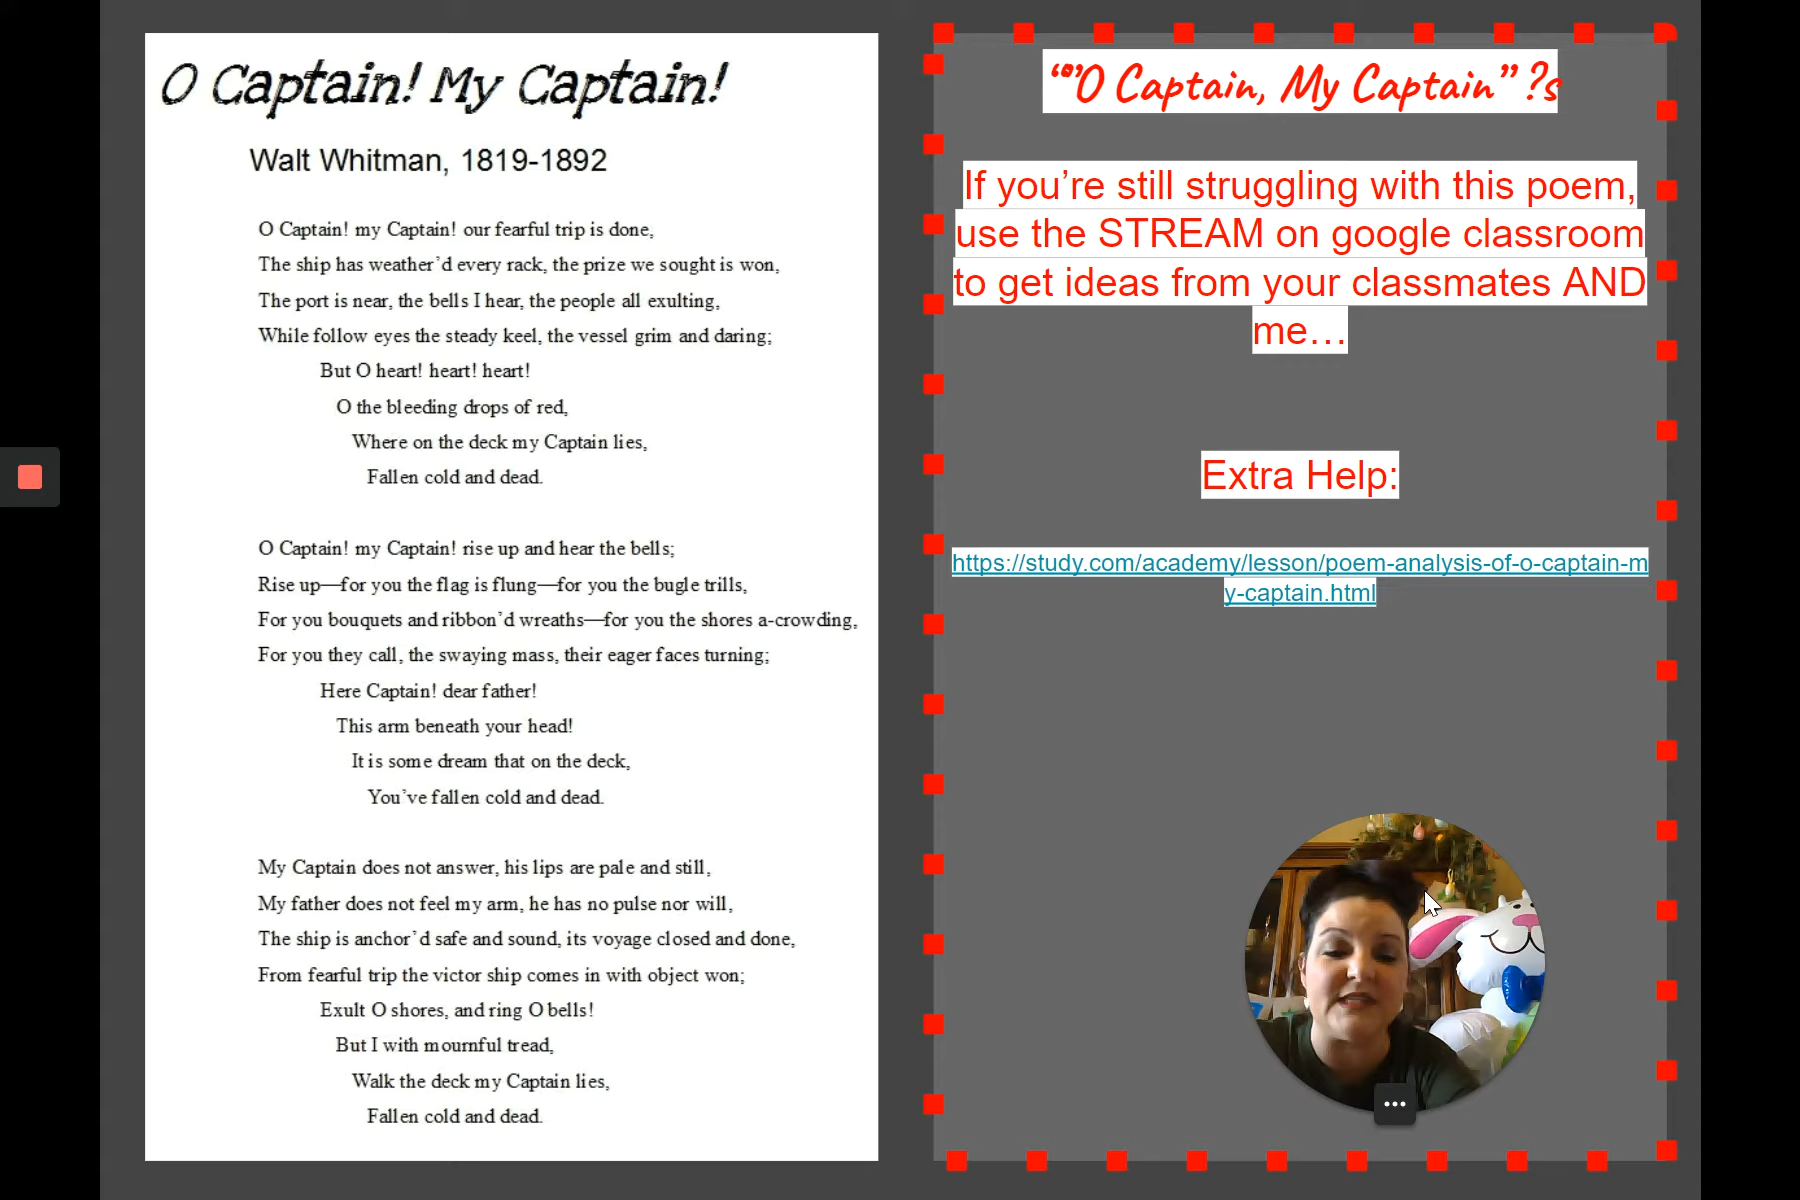 O Captain! My Captain!
Walt Whitman, 1819-1892
O Captain! my Captain! our fearful trip is done,
The ship has weather’d every rack, the prize we sought is won,
The port is near, the bells I hear, the people all exulting,
While follow eyes the steady keel, the vessel grim and daring;
But O heart! heart! heart!
O the bleeding drops of red,
Where on the deck my Captain lies,
Fallen cold and dead.
O Captain! my Captain! rise up and hear the bells;
Rise up—for you the flag is flung—for you the bugle trills,
For you bouquets and ribbon’d wreaths—for you the shores a-crowding,
For you they call, the swaying mass, their eager faces turning;
Here Captain! dear father!
This arm beneath your head!
It is some dream that on the deck,
You’ve fallen cold and dead.
My Captain does not answer, his lips are pale and still,
My father does not feel my arm, he has no pulse nor will,
The ship is anchor’d safe and sound, its voyage closed and done,
From fearful trip the victor ship comes in with object won;
Exult O shores, and ring O bells!
But I with mournful tread,
Walk the deck my Captain lies,
Fallen cold and dead.
“”O Captain, My Captain” ?s
If you’re still struggling with this poem,
use the STREAM on google classroom
to get ideas from your classmates AND
me…
Extra Help:
https://study.com/academy/lesson/poem-analysis-of-o-captain-m
y-captain.html